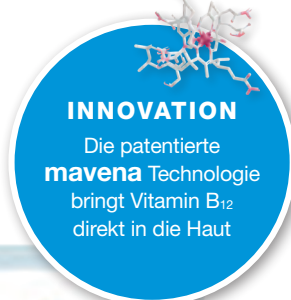 INNOVATION
Die patentierte
mavena Technologie
bringt Vitamin B₁₂
direkt in die Haut